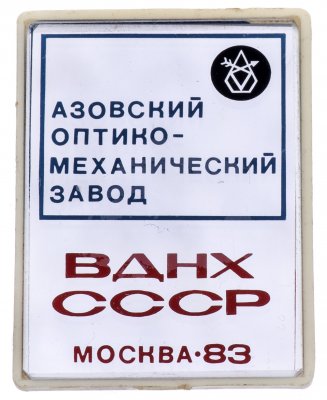 АЗОВСКИЙ
ОПТИКО-
МЕХАНИЧЕСКИЙ
ЗАВОД
ВДНХ
СССР
МОСКВА·83